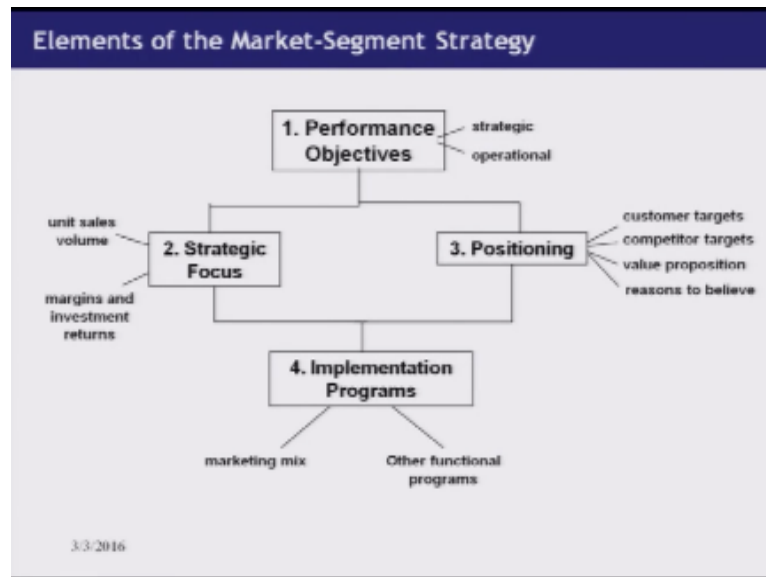 Elements of the Market-Segment Strategy
1. Performance
Objectives
strategic
operational
unit sales
volume
2. Strategic
Focus
margins and
investment
returns
3. Positioning
customer targets
competitor targets
value proposition
reasons to believe
4. Implementation
Programs
marketing mix
Other functional
programs
3/3/2016